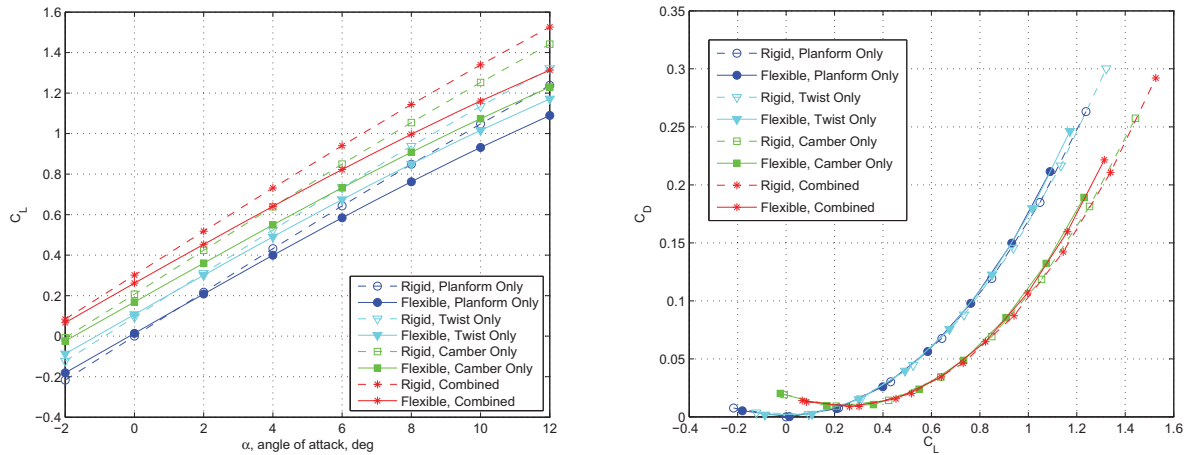 1.6
1.4
1.2
1
0.8
0.6
0.4
0.2
0
−0.2
−0.4
C_L
−2
0
2
4
6
8
10
12
α, angle of attack, deg
Rigid, Planform Only
Flexible, Planform Only
Rigid, Twist Only
Flexible, Twist Only
Rigid, Camber Only
Flexible, Camber Only
Rigid, Combined
Flexible, Combined
0.35
0.3
0.25
0.2
0.15
0.1
0.05
0
C_D
Rigid, Planform Only
Flexible, Planform Only
Rigid, Twist Only
Flexible, Twist Only
Rigid, Camber Only
Flexible, Camber Only
Rigid, Combined
Flexible, Combined
−0.4
−0.2
0
0.2
0.4
0.6
0.8
1.0
1.2
1.4
1.6
C_L